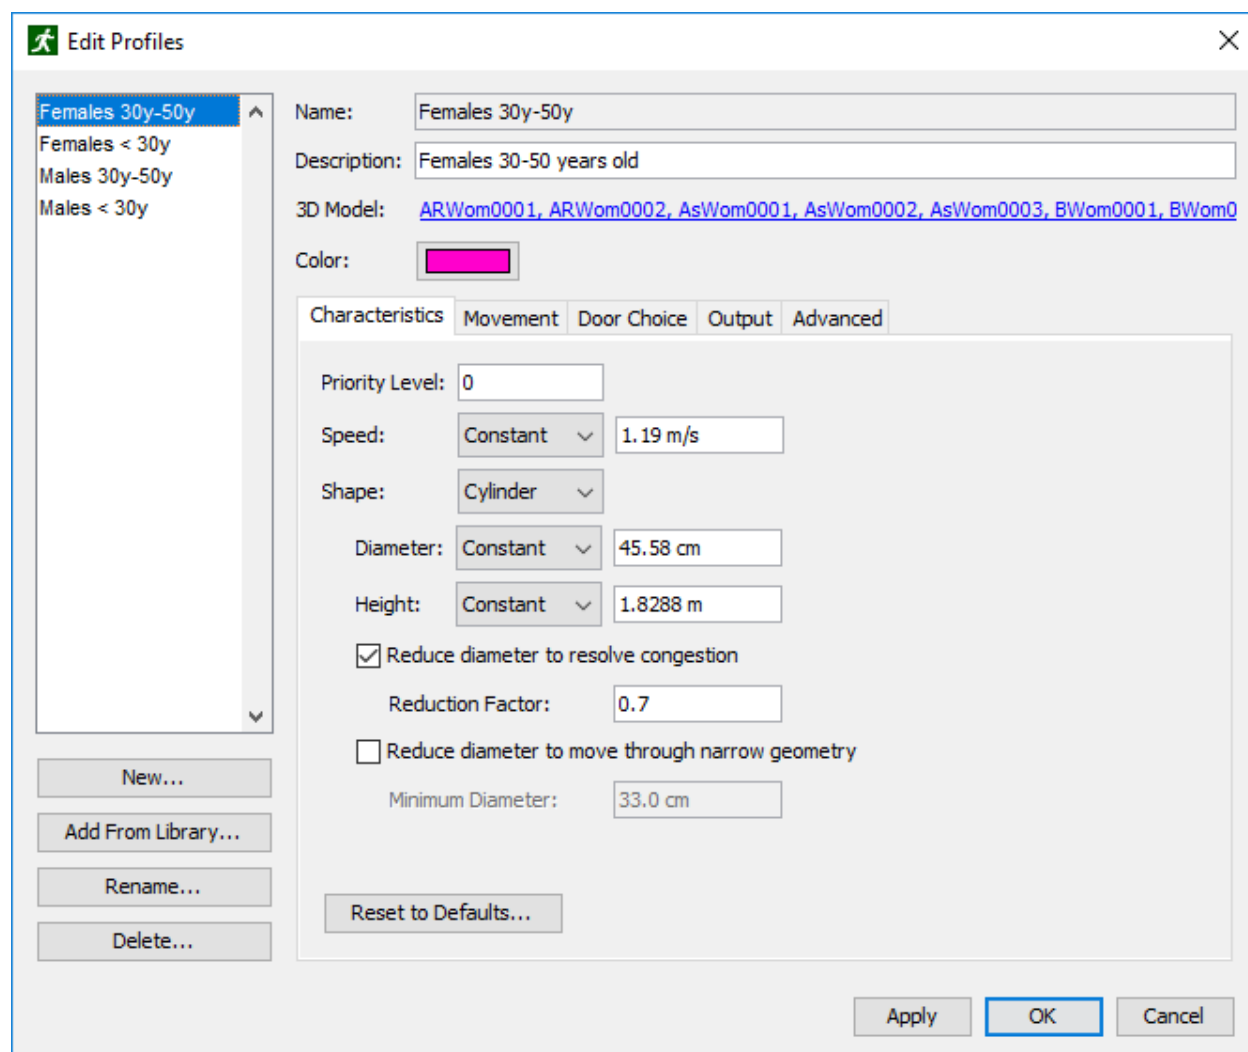 Edit Profiles
Females 30y-50y
Females < 30y
Males 30y-50y
Males < 30y
New...
Add From Library...
Rename...
Delete...
Name: Females 30y-50y
Description: Females 30-50 years old
3D Model: ARWom0001, ARWom0002, AsWom0001, AsWom0002, AsWom0003, BWom0001, BWom0
Color:
Characteristics Movement Door Choice Output Advanced
Priority Level: 0
Speed: Constant 1.19 m/s
Shape: Cylinder
Diameter: Constant 45.58 cm
Height: Constant 1.8288 m
Reduce diameter to resolve congestion
Reduction Factor: 0.7
Reduce diameter to move through narrow geometry
Minimum Diameter: 33.0 cm
Reset to Defaults...
Apply OK Cancel